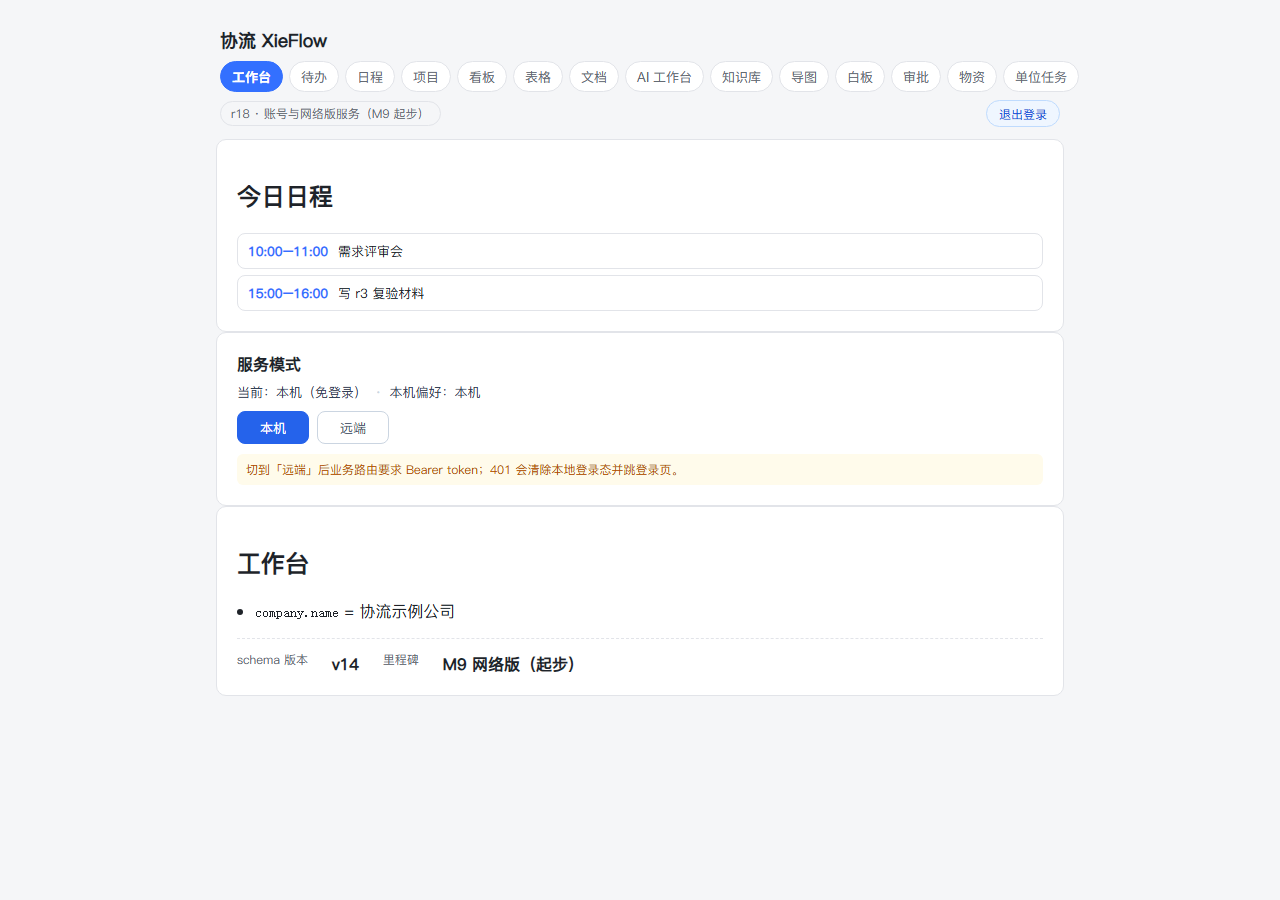 协流 XieFlow
工作台 待办 日程 项目 看板 表格 文档 AI 工作台 知识库 导图 白板 审批 物资 单位任务
r18 · 账号与网络版服务（M9 起步） 退出登录
今日日程
10:00—11:00 需求评审会
15:00—16:00 写 r3 复验材料
服务模式
当前：本机（免登录） · 本机偏好：本机
本机 远端
切到「远端」后业务路由要求 Bearer token；401 会清除本地登录态并跳登录页。
工作台
• company.name = 协流示例公司
schema 版本 v14 里程碑 M9 网络版（起步）